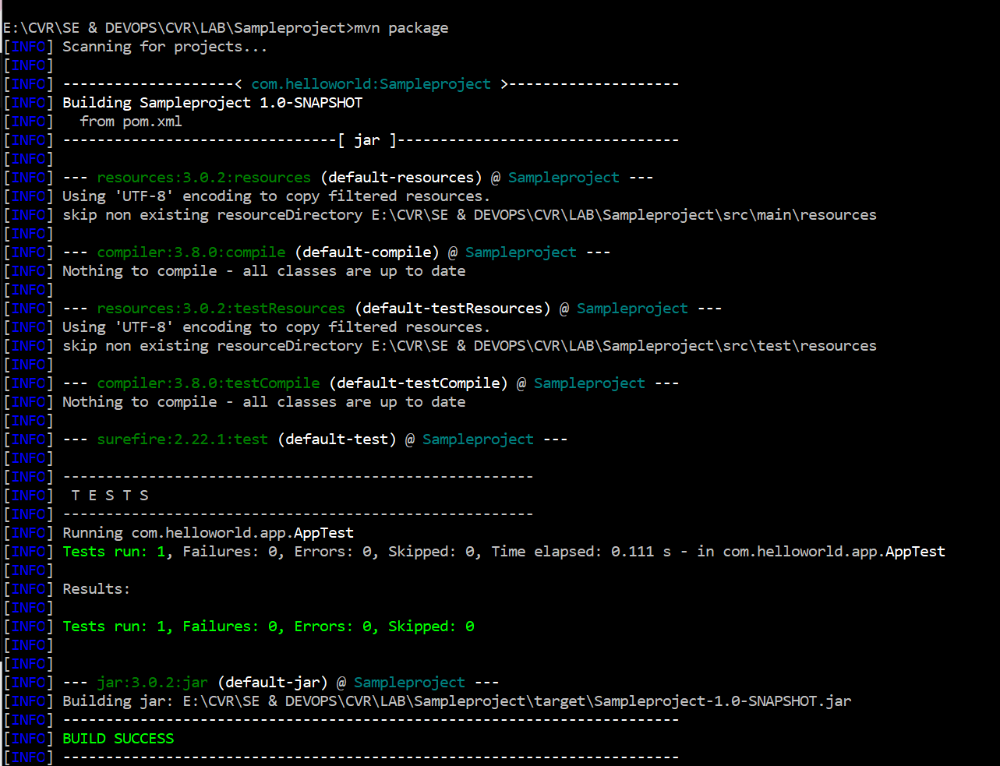 E:\CVR\SE & DEVOPS\CVR\LAB\Sampleproject>mvn package
[INFO] Scanning for projects...
[INFO]
[INFO] --------------------< com.helloworld:Sampleproject >--------------------
[INFO] Building Sampleproject 1.0-SNAPSHOT
[INFO]   from pom.xml
[INFO] --------------------------------[ jar ]---------------------------------
[INFO]
[INFO] --- resources:3.0.2:resources (default-resources) @ Sampleproject ---
[INFO] Using 'UTF-8' encoding to copy filtered resources.
[INFO] skip non existing resourceDirectory E:\CVR\SE & DEVOPS\CVR\LAB\Sampleproject\src\main\resources
[INFO]
[INFO] --- compiler:3.8.0:compile (default-compile) @ Sampleproject ---
[INFO] Nothing to compile - all classes are up to date
[INFO]
[INFO] --- resources:3.0.2:testResources (default-testResources) @ Sampleproject ---
[INFO] Using 'UTF-8' encoding to copy filtered resources.
[INFO] skip non existing resourceDirectory E:\CVR\SE & DEVOPS\CVR\LAB\Sampleproject\src\test\resources
[INFO]
[INFO] --- compiler:3.8.0:testCompile (default-testCompile) @ Sampleproject ---
[INFO] Nothing to compile - all classes are up to date
[INFO]
[INFO] --- surefire:2.22.1:test (default-test) @ Sampleproject ---
[INFO]
[INFO] -------------------------------------------------------
[INFO]  T E S T S
[INFO] -------------------------------------------------------
[INFO] Running com.helloworld.app.AppTest
[INFO] Tests run: 1, Failures: 0, Errors: 0, Skipped: 0, Time elapsed: 0.111 s - in com.helloworld.app.AppTest
[INFO]
[INFO] Results:
[INFO]
[INFO] Tests run: 1, Failures: 0, Errors: 0, Skipped: 0
[INFO]
[INFO]
[INFO] --- jar:3.0.2:jar (default-jar) @ Sampleproject ---
[INFO] Building jar: E:\CVR\SE & DEVOPS\CVR\LAB\Sampleproject\target\Sampleproject-1.0-SNAPSHOT.jar
[INFO] ------------------------------------------------------------------------
[INFO] BUILD SUCCESS
[INFO] ------------------------------------------------------------------------